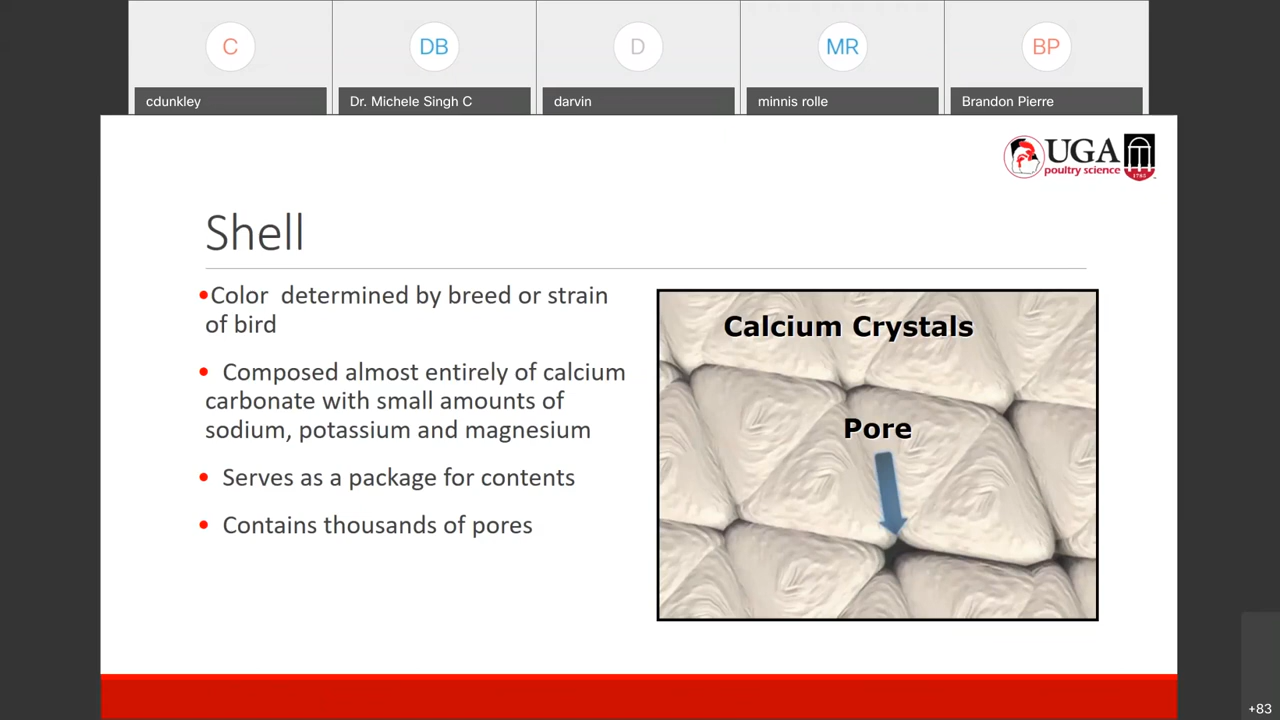 C
DB
D
MR
BP
cdunkley
Dr. Michele Singh C
darvin
minnis rolle
Brandon Pierre
UGA
poultry science
1785
Shell
•Color  determined by breed or strain
of bird
• Composed almost entirely of calcium
carbonate with small amounts of
sodium, potassium and magnesium
• Serves as a package for contents
• Contains thousands of pores
Calcium Crystals
Pore
+83